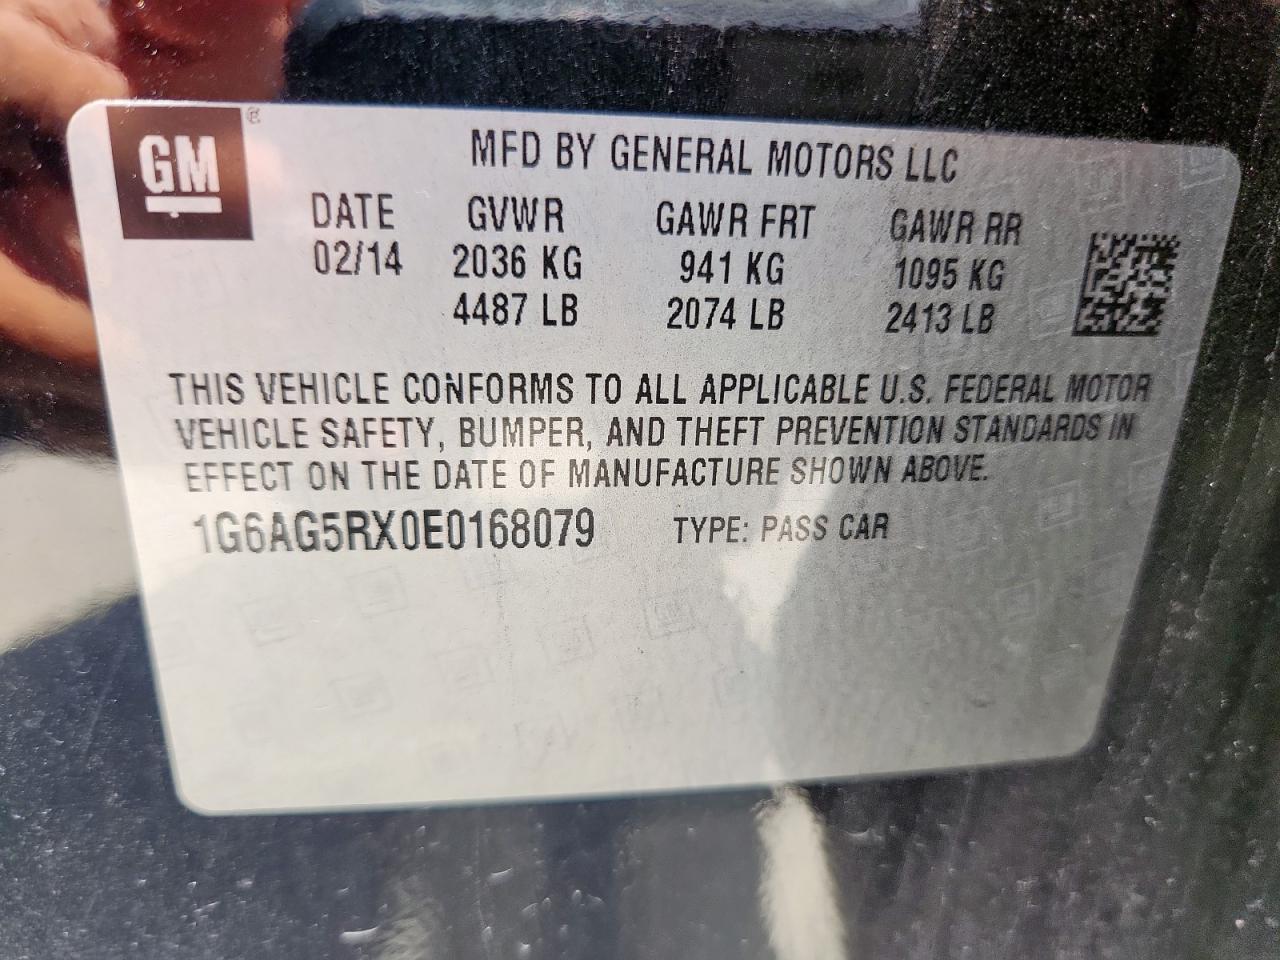 GM ®
MFD BY GENERAL MOTORS LLC
DATE GVWR GAWR FRT GAWR RR
02/14 2036 KG 941 KG 1095 KG
4487 LB 2074 LB 2413 LB
THIS VEHICLE CONFORMS TO ALL APPLICABLE U.S. FEDERAL MOTOR
VEHICLE SAFETY, BUMPER, AND THEFT PREVENTION STANDARDS IN
EFFECT ON THE DATE OF MANUFACTURE SHOWN ABOVE.
1G6AG5RX0E0168079 TYPE: PASS CAR